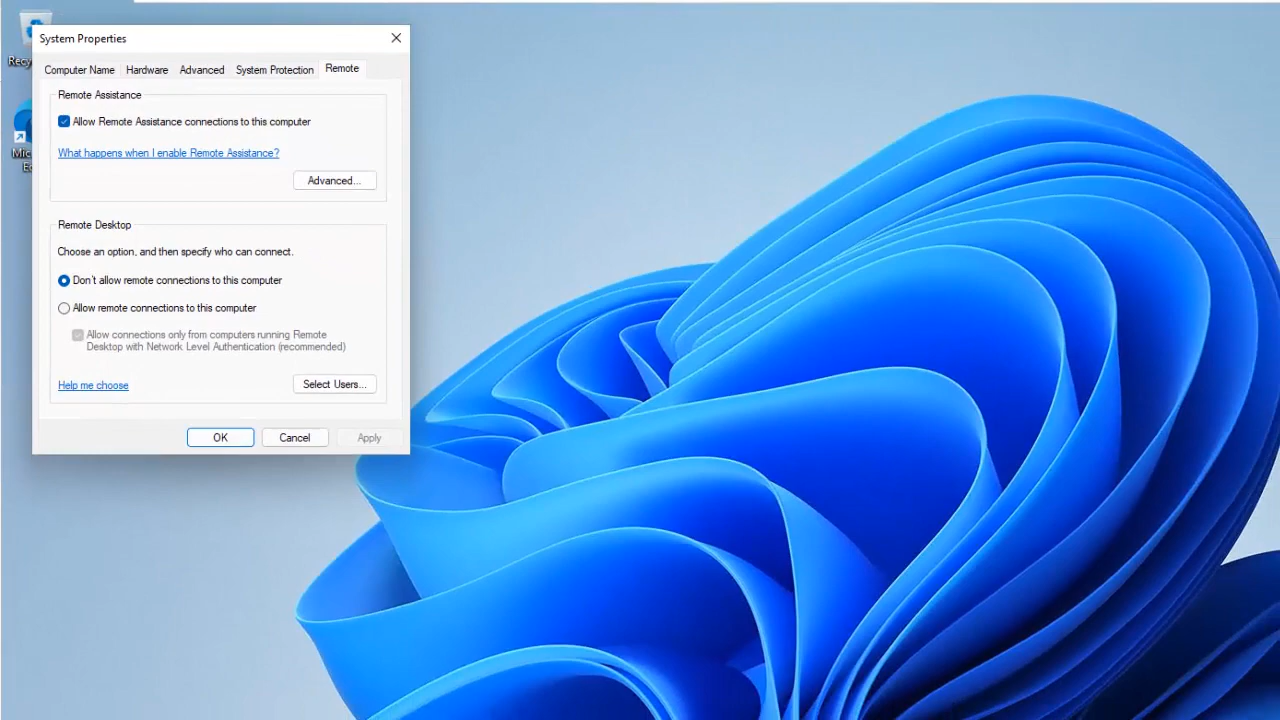 System Properties
Computer Name
Hardware
Advanced
System Protection
Remote
Remote Assistance
Allow Remote Assistance connections to this computer
What happens when I enable Remote Assistance?
Advanced...
Remote Desktop
Choose an option, and then specify who can connect.
Don't allow remote connections to this computer
Allow remote connections to this computer
Allow connections only from computers running Remote
Desktop with Network Level Authentication (recommended)
Help me choose
Select Users...
OK
Cancel
Apply